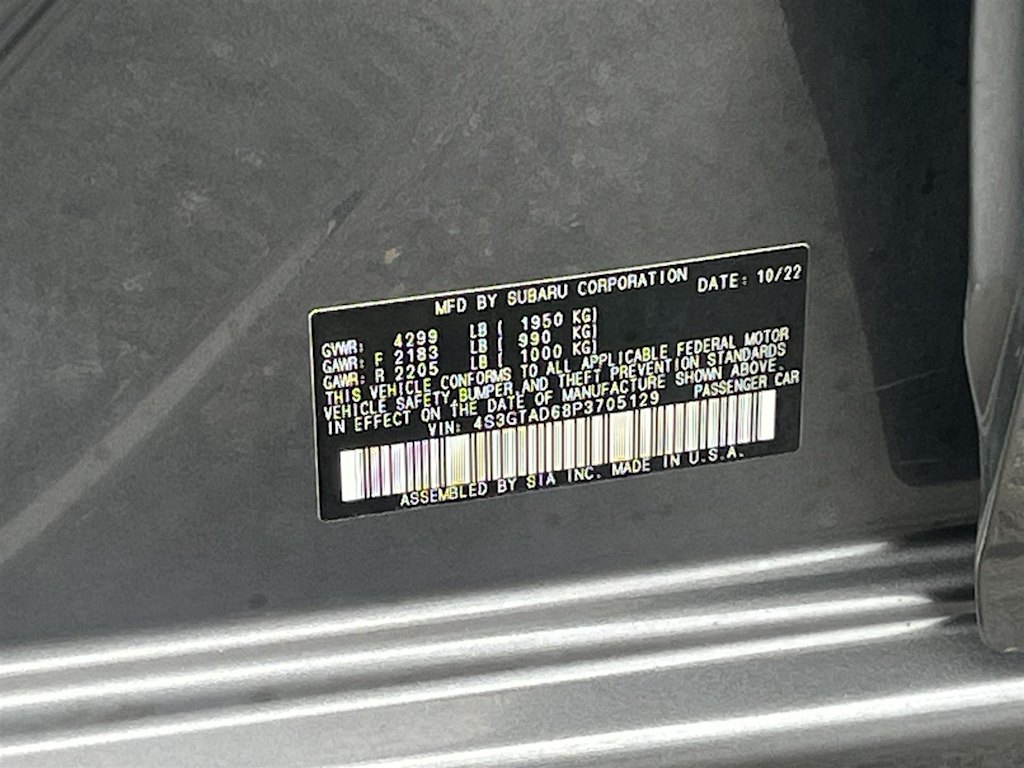 MFD BY SUBARU CORPORATION DATE: 10/22
GVWR: 4299 LB ( 1950 KG)
GAWR: F 2183 LB ( 990 KG)
GAWR: R 2205 LB ( 1000 KG)
THIS VEHICLE CONFORMS TO ALL APPLICABLE FEDERAL MOTOR
VEHICLE SAFETY, BUMPER, AND THEFT PREVENTION STANDARDS
IN EFFECT ON THE DATE OF MANUFACTURE SHOWN ABOVE.
VIN: 4S3GTAD68P3705129 PASSENGER CAR
ASSEMBLED BY SIA INC. MADE IN U.S.A.